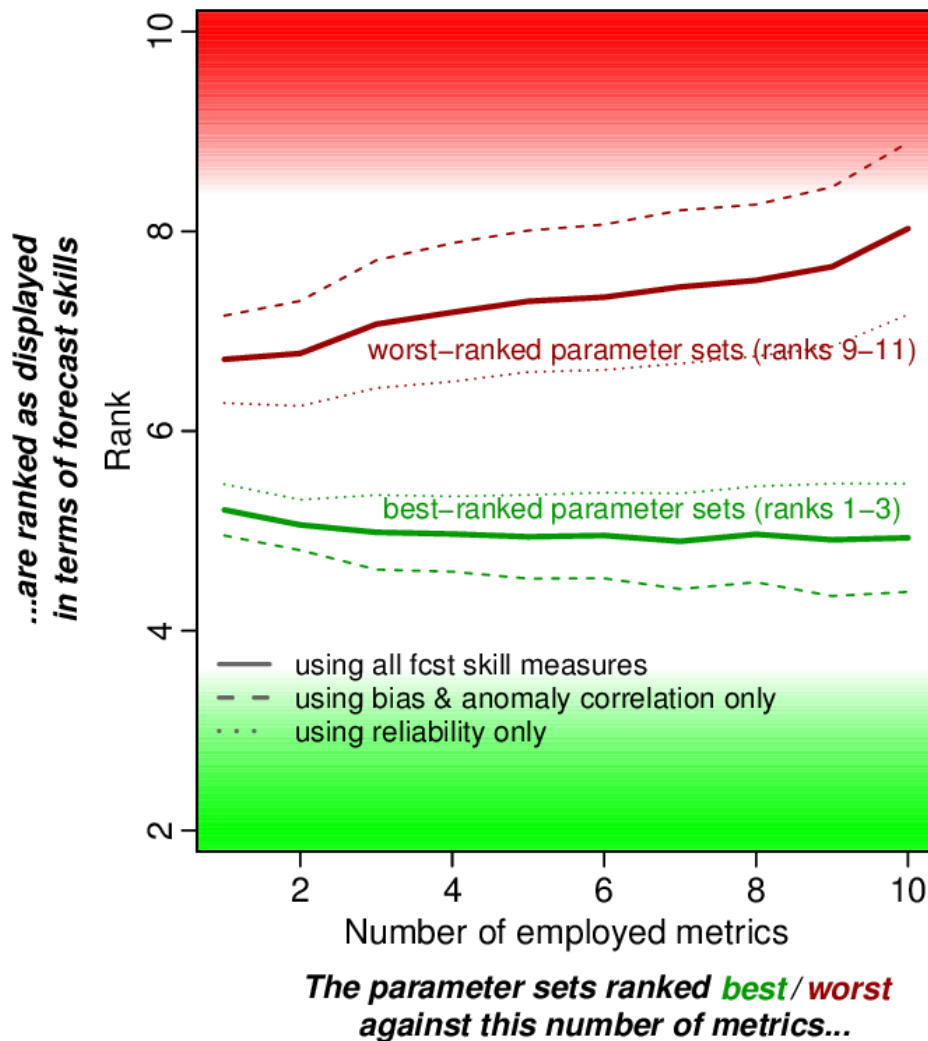 10
8
6
4
2
...are ranked as displayed
in terms of forecast skills
Rank
worst−ranked parameter sets (ranks 9−11)
best−ranked parameter sets (ranks 1−3)
using all fcst skill measures
using bias & anomaly correlation only
using reliability only
2 4 6 8 10
Number of employed metrics
The parameter sets ranked best/worst
against this number of metrics...